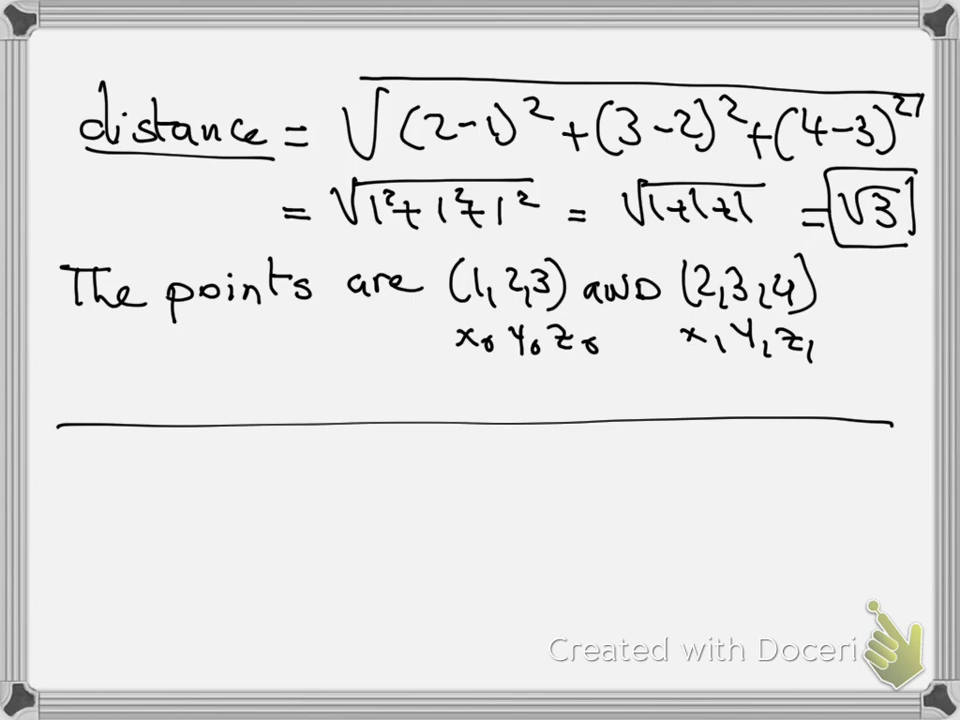 distance = √(2-1)² + (3-2)² + (4-3)²
= √1²+1²+1² = √1+1+1 = √3
The points are (1,2,3) and (2,3,4)
x₀ y₀ z₀ x₁ y₁ z₁
Created with Doceri